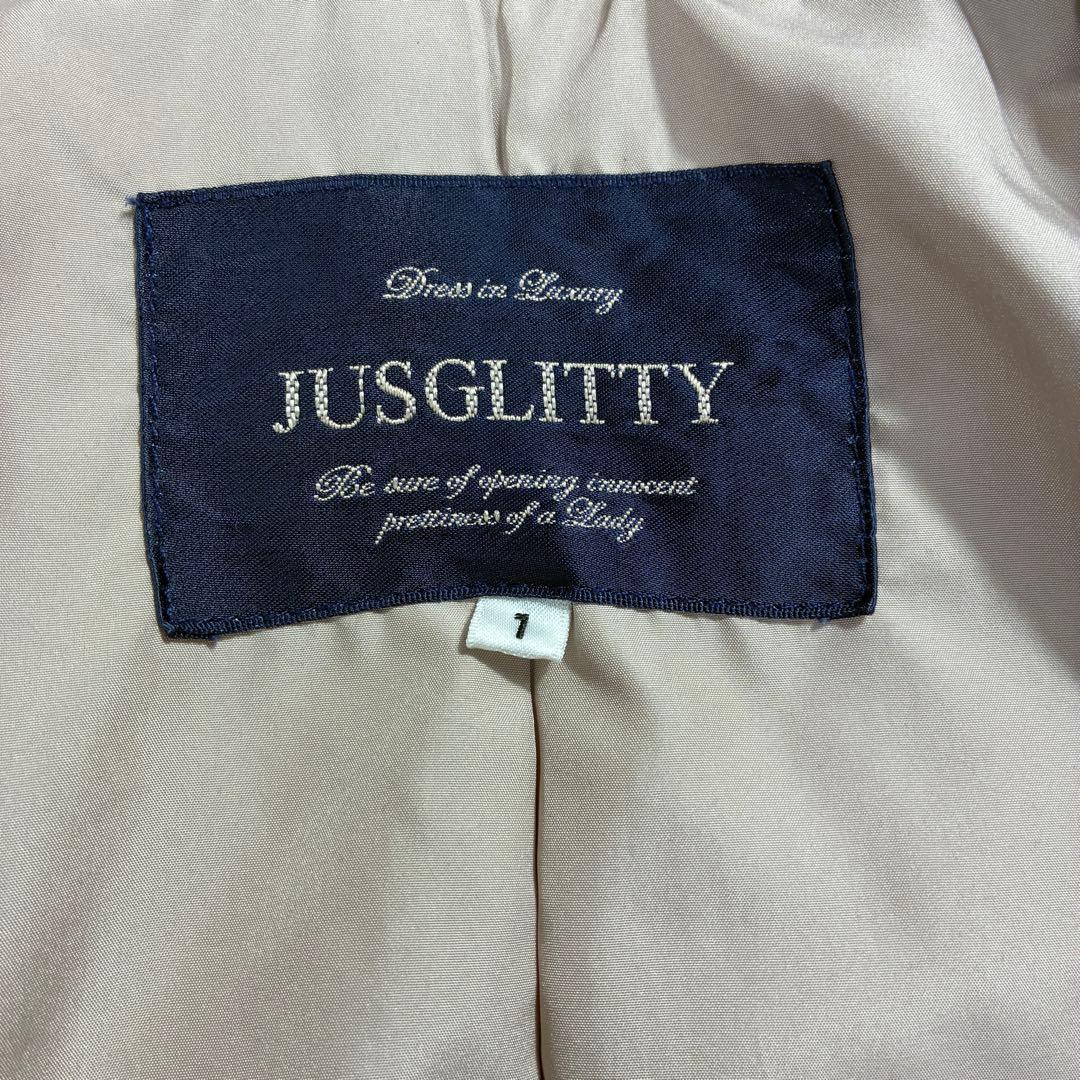 Dress in Luxury
JUSGLITTY
Be sure of opening innocent
prettiness of a Lady
1